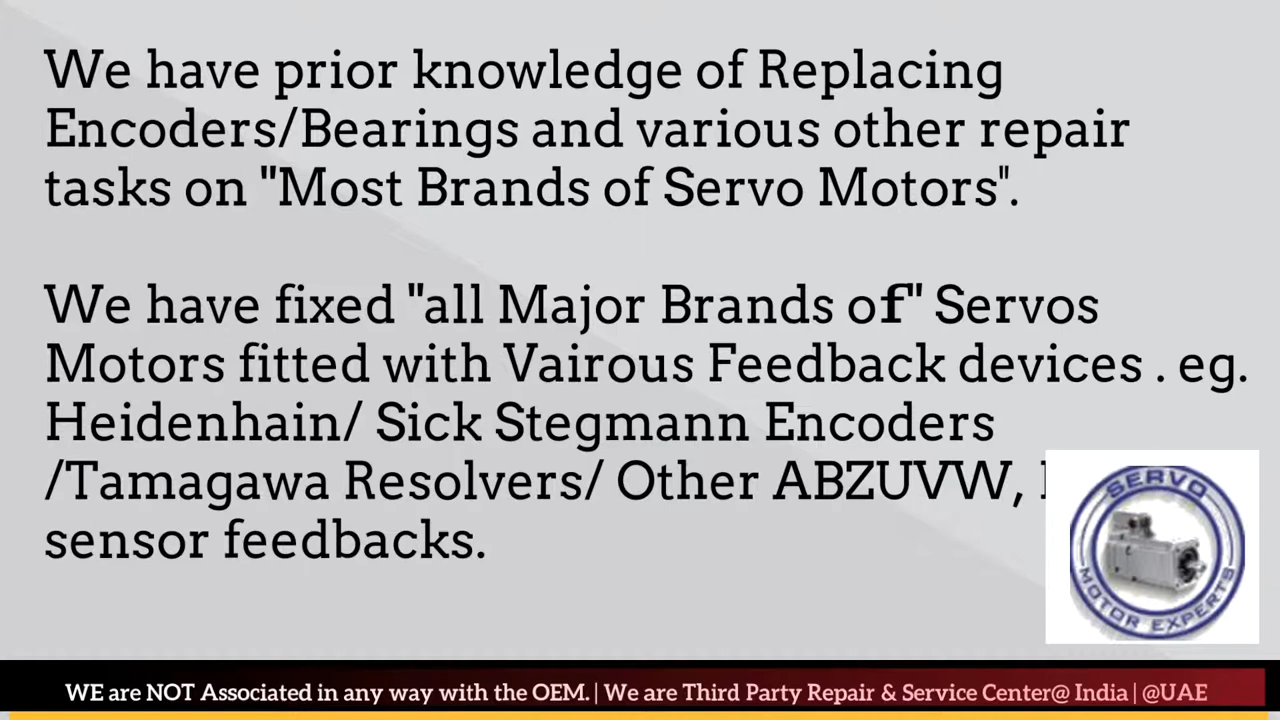 We have prior knowledge of Replacing
Encoders/Bearings and various other repair
tasks on "Most Brands of Servo Motors".
We have fixed "all Major Brands of" Servos
Motors fitted with Vairous Feedback devices . eg.
Heidenhain/ Sick Stegmann Encoders
/Tamagawa Resolvers/ Other ABZUVW,
sensor feedbacks.
SERVO
MOTOR EXPERTS
WE are NOT Associated in any way with the OEM. | We are Third Party Repair & Service Center@ India | @UAE